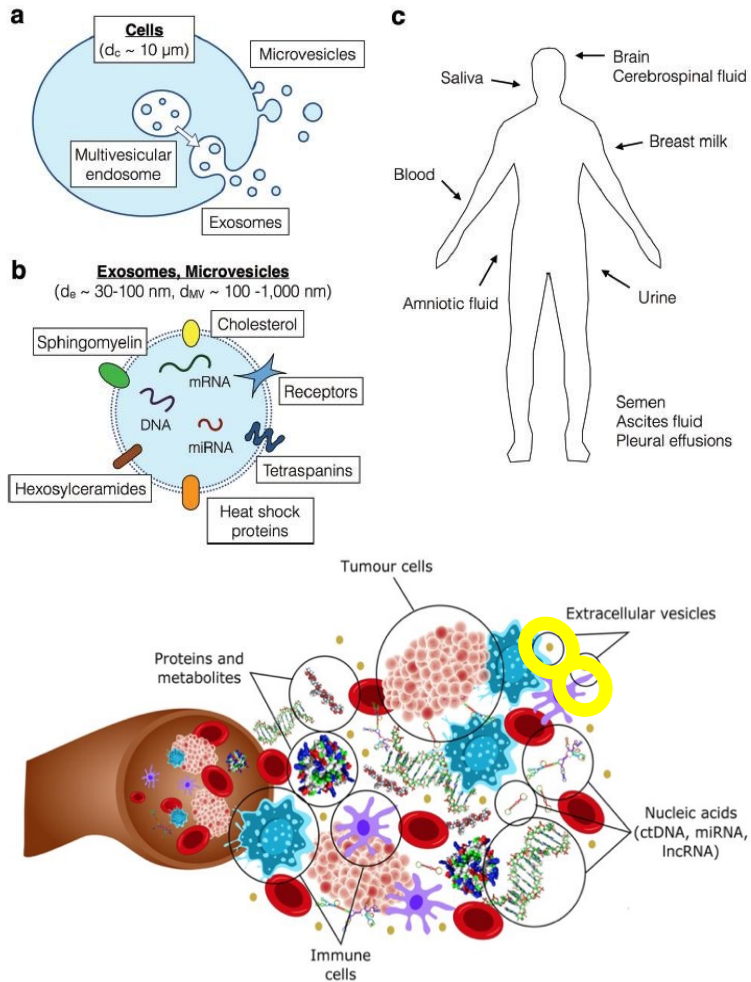 a
Cells
(dc ~ 10 µm)
Microvesicles
Multivesicular
endosome
Exosomes
b
Exosomes, Microvesicles
(de ~ 30-100 nm, dMV ~ 100 -1,000 nm)
Cholesterol
Sphingomyelin
mRNA
Receptors
DNA
miRNA
Tetraspanins
Hexosylceramides
Heat shock
proteins
c
Brain
Cerebrospinal fluid
Saliva
Breast milk
Blood
Amniotic fluid
Urine
Semen
Ascites fluid
Pleural effusions
Tumour cells
Extracellular vesicles
Proteins and
metabolites
Nucleic acids
(ctDNA, miRNA,
lncRNA)
Immune
cells